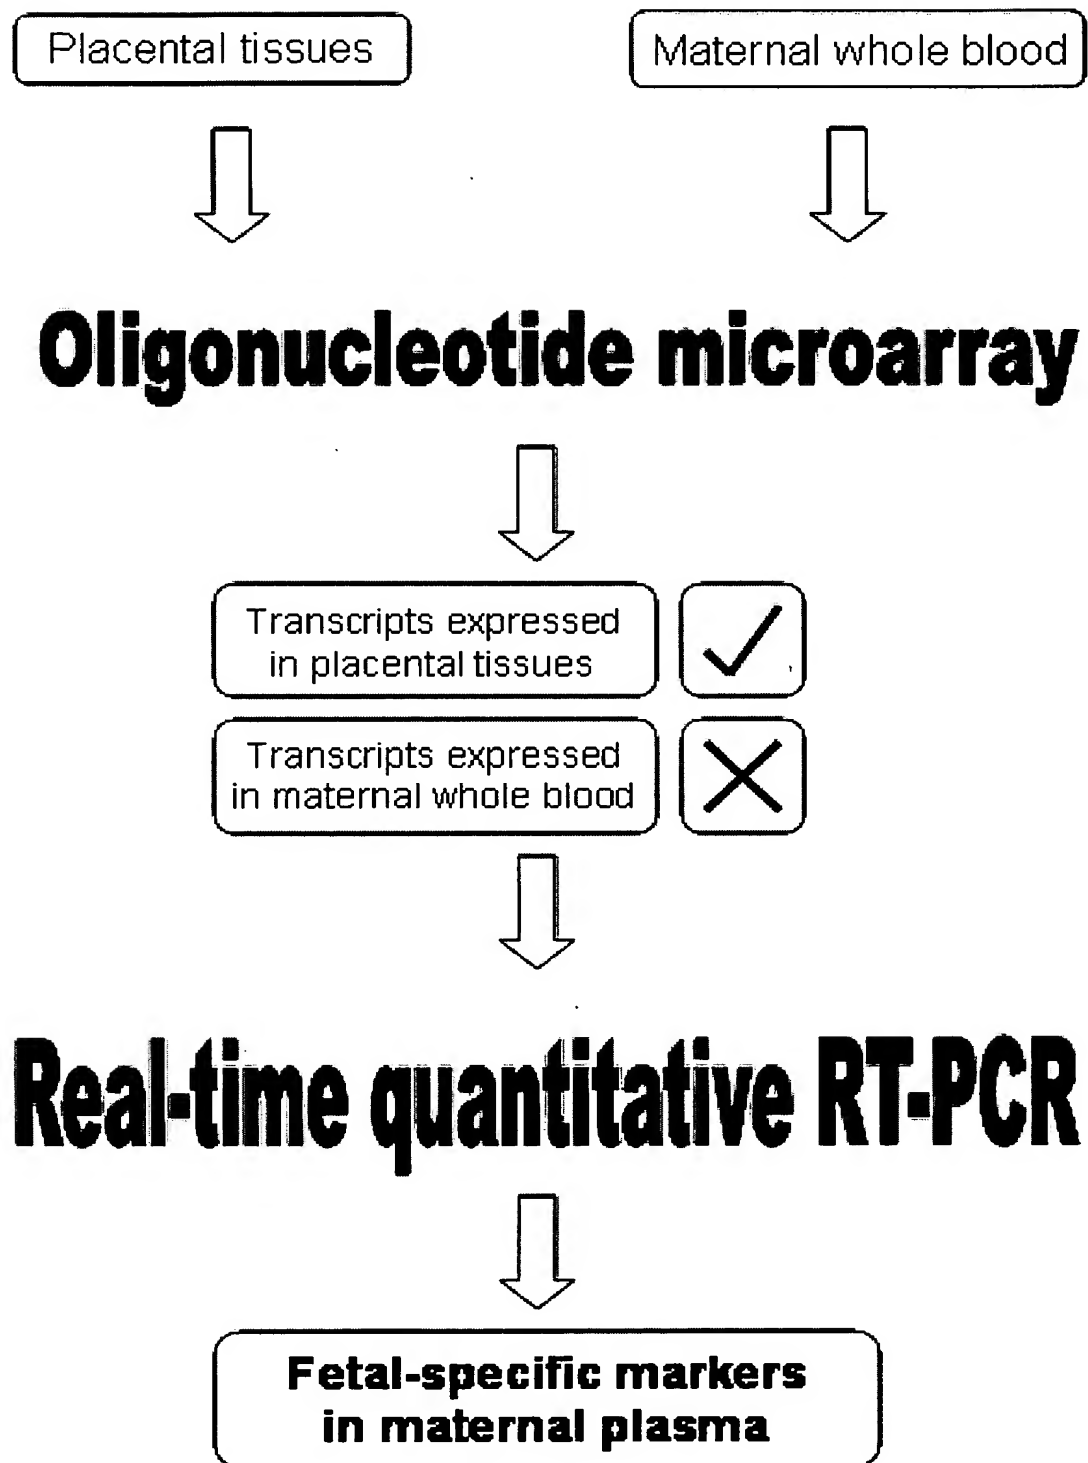 Placental tissues
Maternal whole blood
Oligonucleotide microarray
Transcripts expressed
in placental tissues
Transcripts expressed
in maternal whole blood
Real-time quantitative RT-PCR
Fetal-specific markers
in maternal plasma